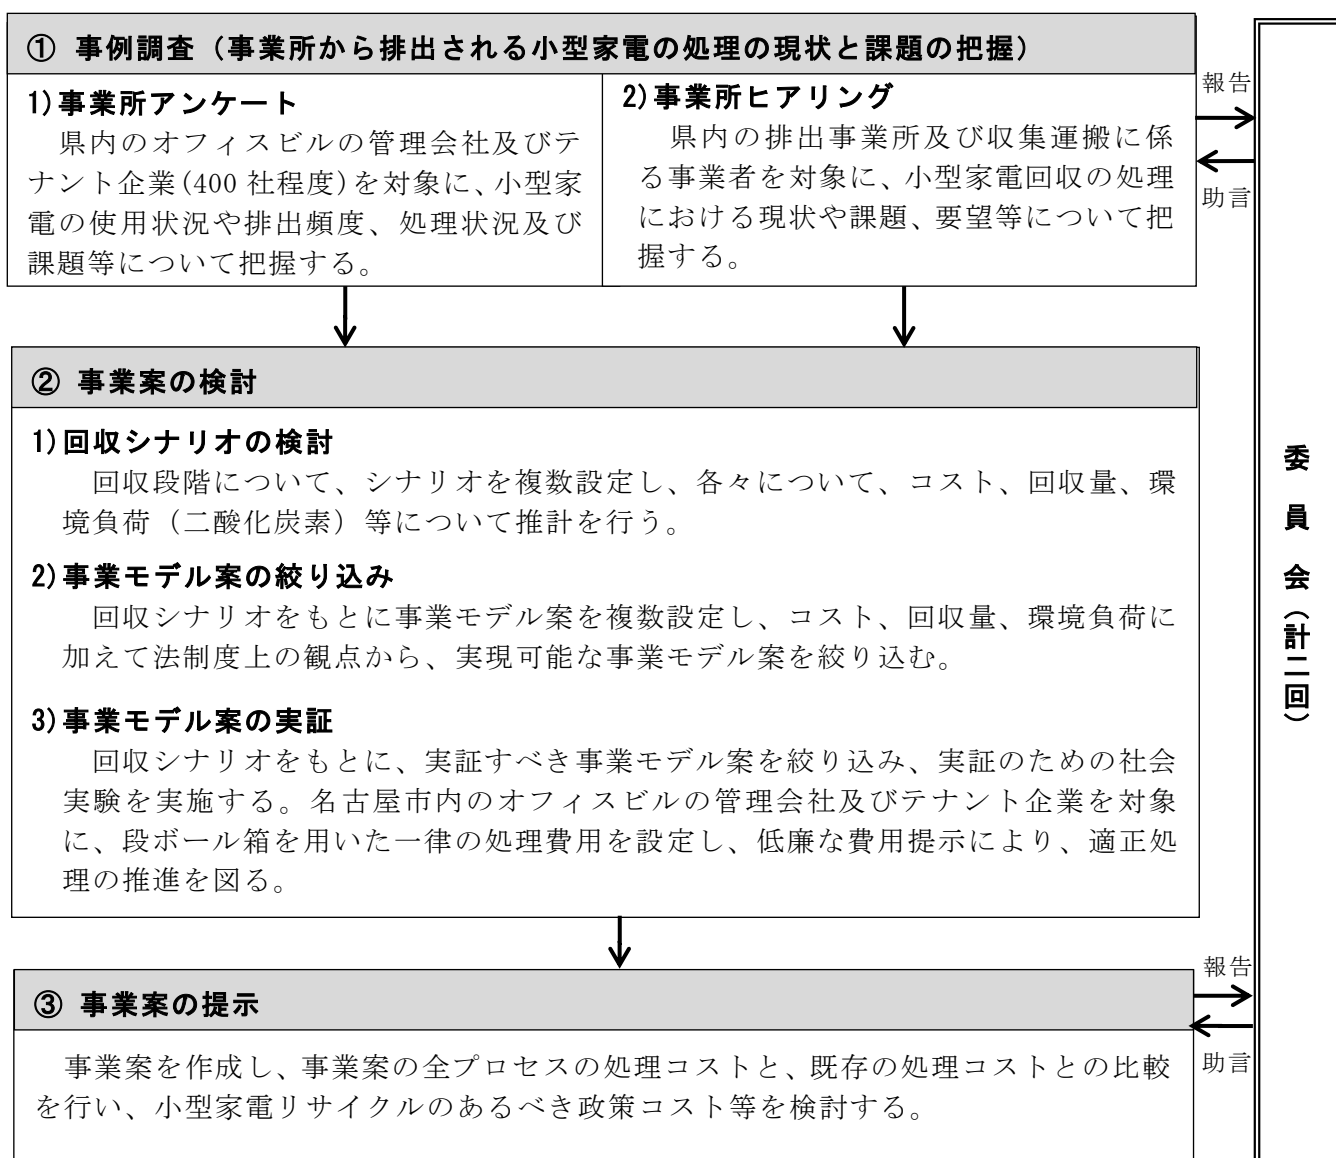 ① 事例調査（事業所から排出される小型家電の処理の現状と課題の把握）
1)事業所アンケート
県内のオフィスビルの管理会社及びテ
ナント企業(400 社程度)を対象に、小型家
電の使用状況や排出頻度、処理状況及び
課題等について把握する。
2)事業所ヒアリング
県内の排出事業所及び収集運搬に係
る事業者を対象に、小型家電回収の処理
における現状や課題、要望等について把
握する。
報告
助言
② 事業案の検討
1)回収シナリオの検討
回収段階について、シナリオを複数設定し、各々について、コスト、回収量、環
境負荷（二酸化炭素）等について推計を行う。
2)事業モデル案の絞り込み
回収シナリオをもとに事業モデル案を複数設定し、コスト、回収量、環境負荷に
加えて法制度上の観点から、実現可能な事業モデル案を絞り込む。
3)事業モデル案の実証
回収シナリオをもとに、実証すべき事業モデル案を絞り込み、実証のための社会
実験を実施する。名古屋市内のオフィスビルの管理会社及びテナント企業を対象
に、段ボール箱を用いた一律の処理費用を設定し、低廉な費用提示により、適正処
理の推進を図る。
③ 事業案の提示
事業案を作成し、事業案の全プロセスの処理コストと、既存の処理コストとの比較
を行い、小型家電リサイクルのあるべき政策コスト等を検討する。
報告
助言
委員会（計二回）